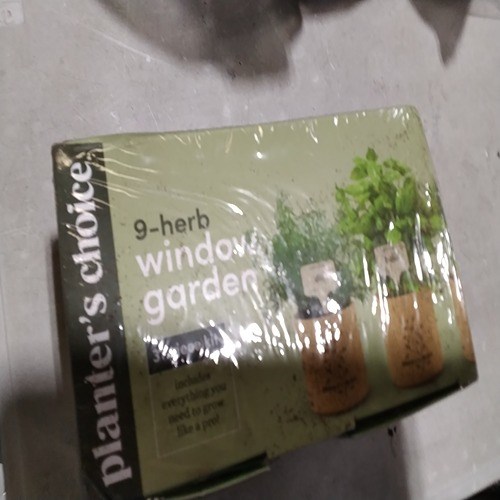 planter's choice
9-herb
window
garden
includes
everything you
need to grow
like a pro!